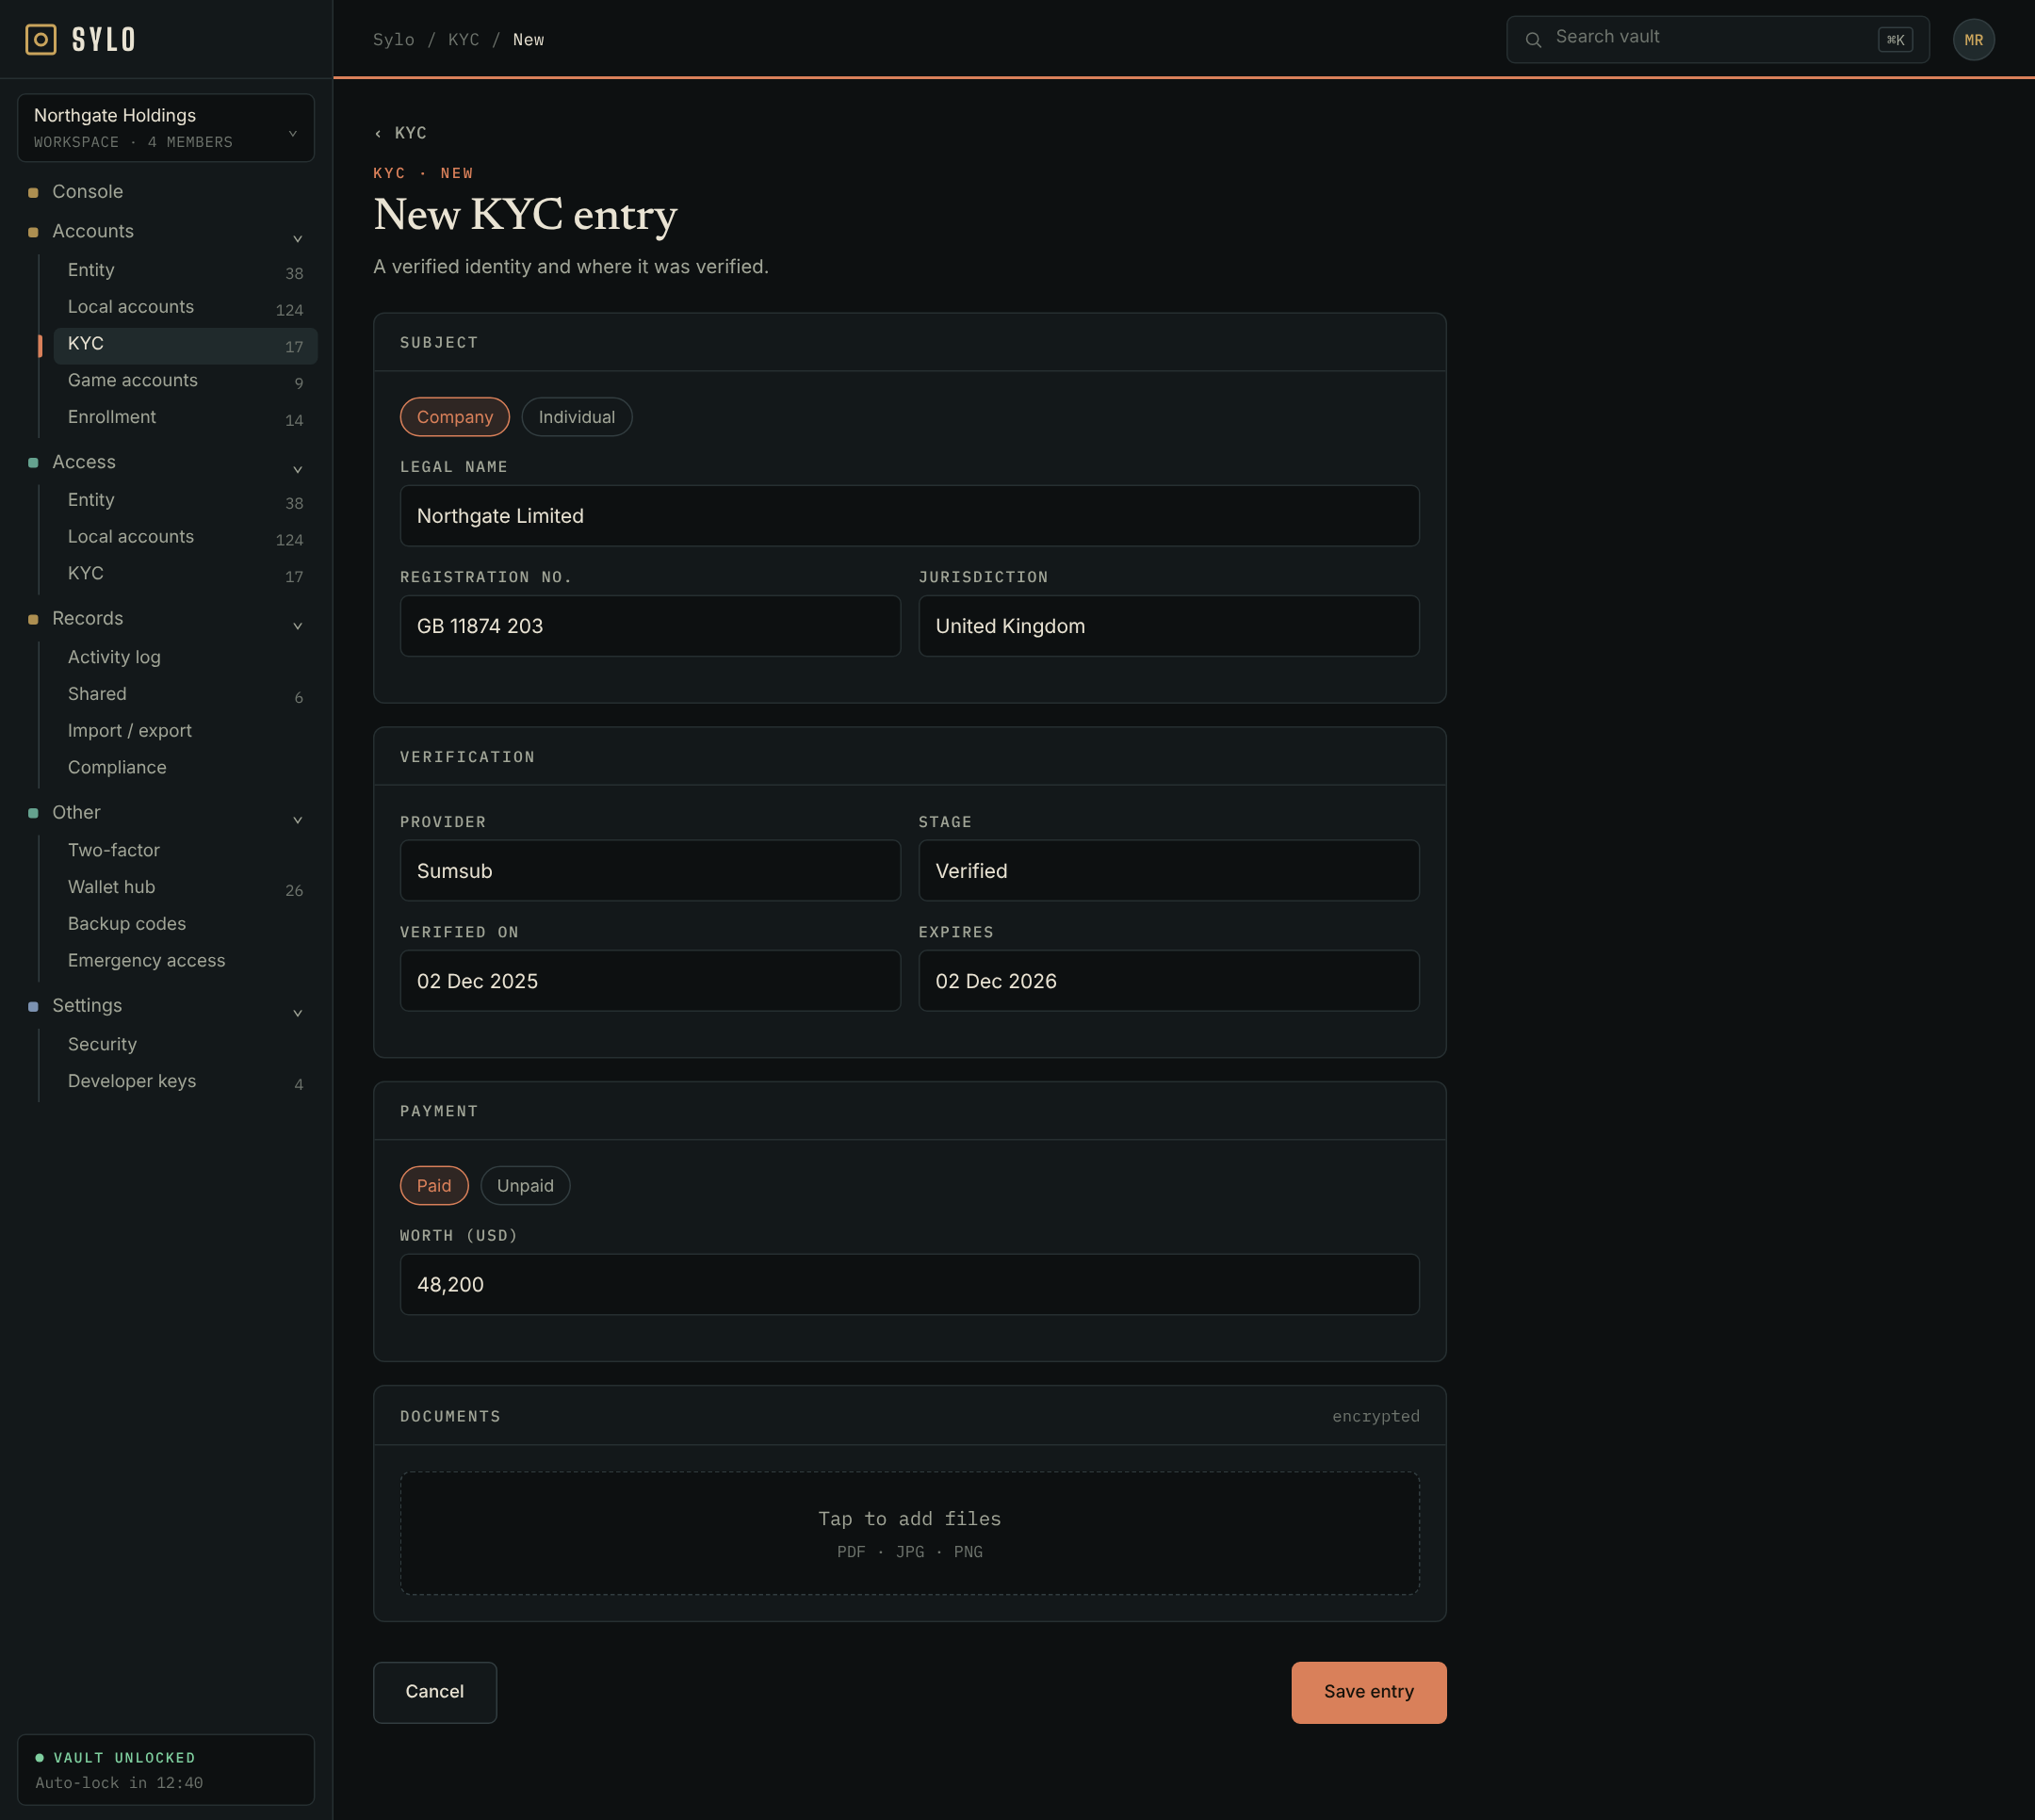 SYLO
Northgate Holdings
WORKSPACE · 4 MEMBERS
Console
Accounts
Entity 38
Local accounts 124
KYC 17
Game accounts 9
Enrollment 14
Access
Entity 38
Local accounts 124
KYC 17
Records
Activity log
Shared 6
Import / export
Compliance
Other
Two-factor
Wallet hub 26
Backup codes
Emergency access
Settings
Security
Developer keys 4
VAULT UNLOCKED
Auto-lock in 12:40
Sylo / KYC / New
Search vault ⌘K
MR
‹ KYC
KYC · NEW
New KYC entry
A verified identity and where it was verified.
SUBJECT
Company Individual
LEGAL NAME
Northgate Limited
REGISTRATION NO. JURISDICTION
GB 11874 203 United Kingdom
VERIFICATION
PROVIDER STAGE
Sumsub Verified
VERIFIED ON EXPIRES
02 Dec 2025 02 Dec 2026
PAYMENT
Paid Unpaid
WORTH (USD)
48,200
DOCUMENTS encrypted
Tap to add files
PDF · JPG · PNG
Cancel Save entry